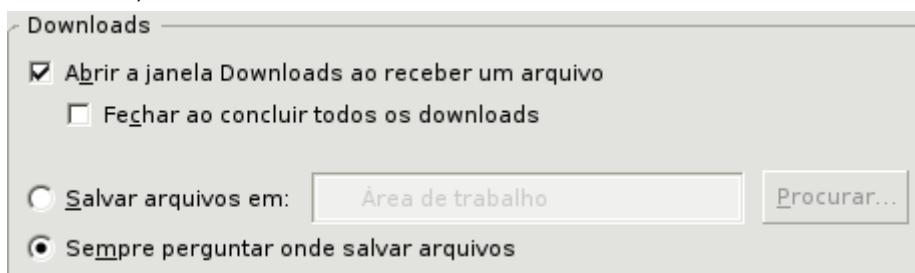 Downloads
Abrir a janela Downloads ao receber um arquivo
Fechar ao concluir todos os downloads
Salvar arquivos em: Área de trabalho Procurar...
Sempre perguntar onde salvar arquivos